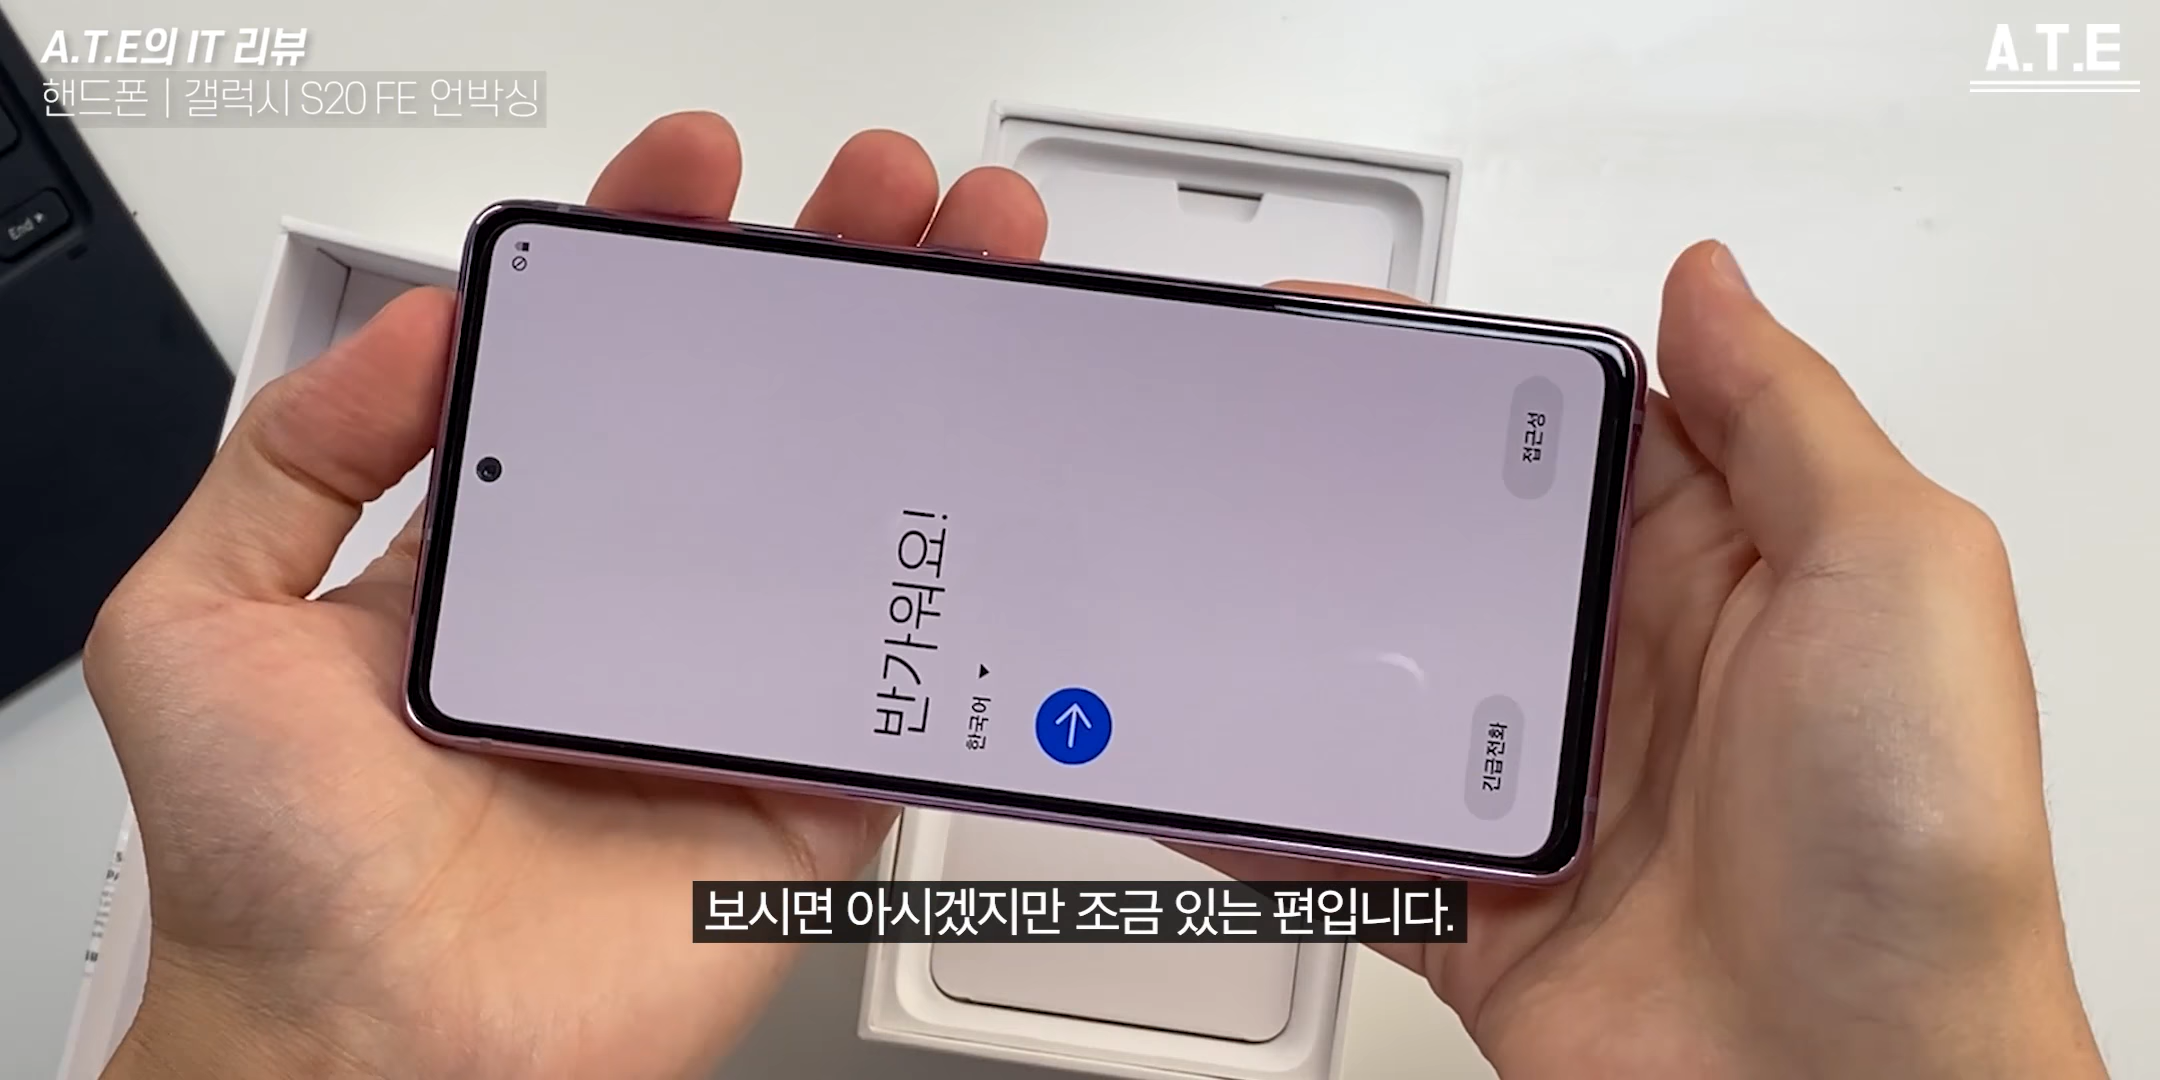 A.T.E의 IT 리뷰
핸드폰 | 갤럭시 S20 FE 언박싱
A.T.E
End
반가워요!
한국어
접근성
긴급전화
보시면 아시겠지만 조금 있는 편입니다.